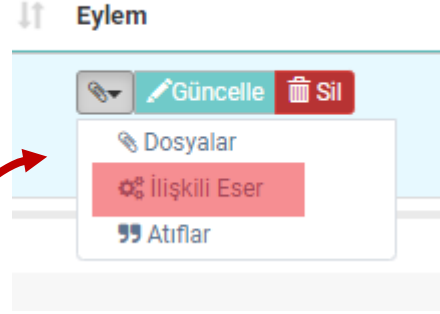 Eylem
Güncelle Sil
Dosyalar
İlişkili Eser
Atıflar